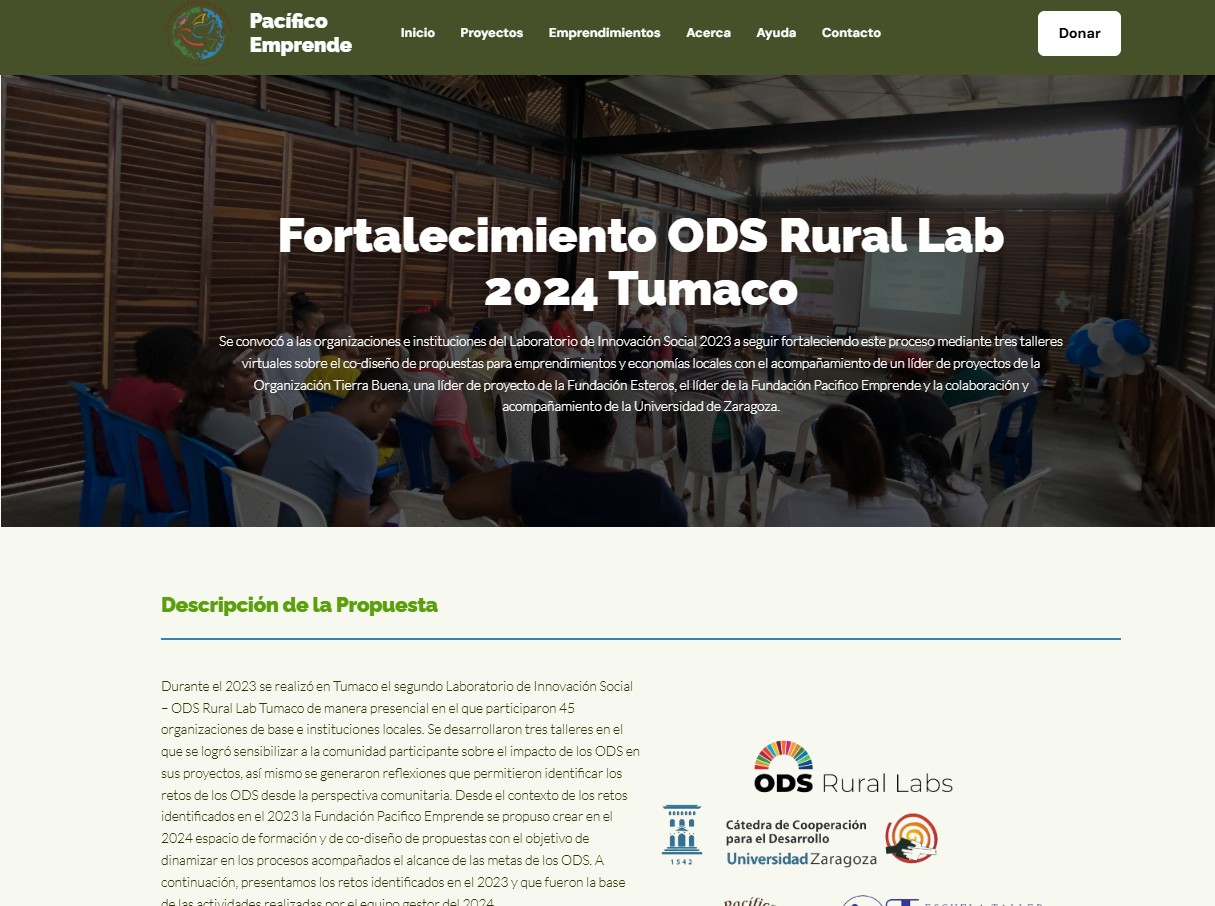 Pacífico
Emprende
Inicio Proyectos Emprendimientos Acerca Ayuda Contacto
Donar
Fortalecimiento ODS Rural Lab
2024 Tumaco
Se convocó a las organizaciones e instituciones del Laboratorio de Innovación Social 2023 a seguir fortaleciendo este proceso mediante tres talleres
virtuales sobre el co-diseño de propuestas para emprendimientos y economías locales con el acompañamiento de un líder de proyectos de la
Organización Tierra Buena, una líder de proyecto de la Fundación Esteros, el líder de la Fundación Pacifico Emprende y la colaboración y
acompañamiento de la Universidad de Zaragoza.
Descripción de la Propuesta
Durante el 2023 se realizó en Tumaco el segundo Laboratorio de Innovación Social
– ODS Rural Lab Tumaco de manera presencial en el que participaron 45
organizaciones de base e instituciones locales. Se desarrollaron tres talleres en el
que se logró sensibilizar a la comunidad participante sobre el impacto de los ODS en
sus proyectos, así mismo se generaron reflexiones que permitieron identificar los
retos de los ODS desde la perspectiva comunitaria. Desde el contexto de los retos
identificados en el 2023 la Fundación Pacifico Emprende se propuso crear en el
2024 espacio de formación y de co-diseño de propuestas con el objetivo de
dinamizar en los procesos acompañados el alcance de las metas de los ODS. A
continuación, presentamos los retos identificados en el 2023 y que fueron la base
de las actividades realizadas por el equipo gestor del 2024.
ODS Rural Labs
1542
Cátedra de Cooperación
para el Desarrollo
Universidad Zaragoza
Pacífico
ESCUELA TALLER